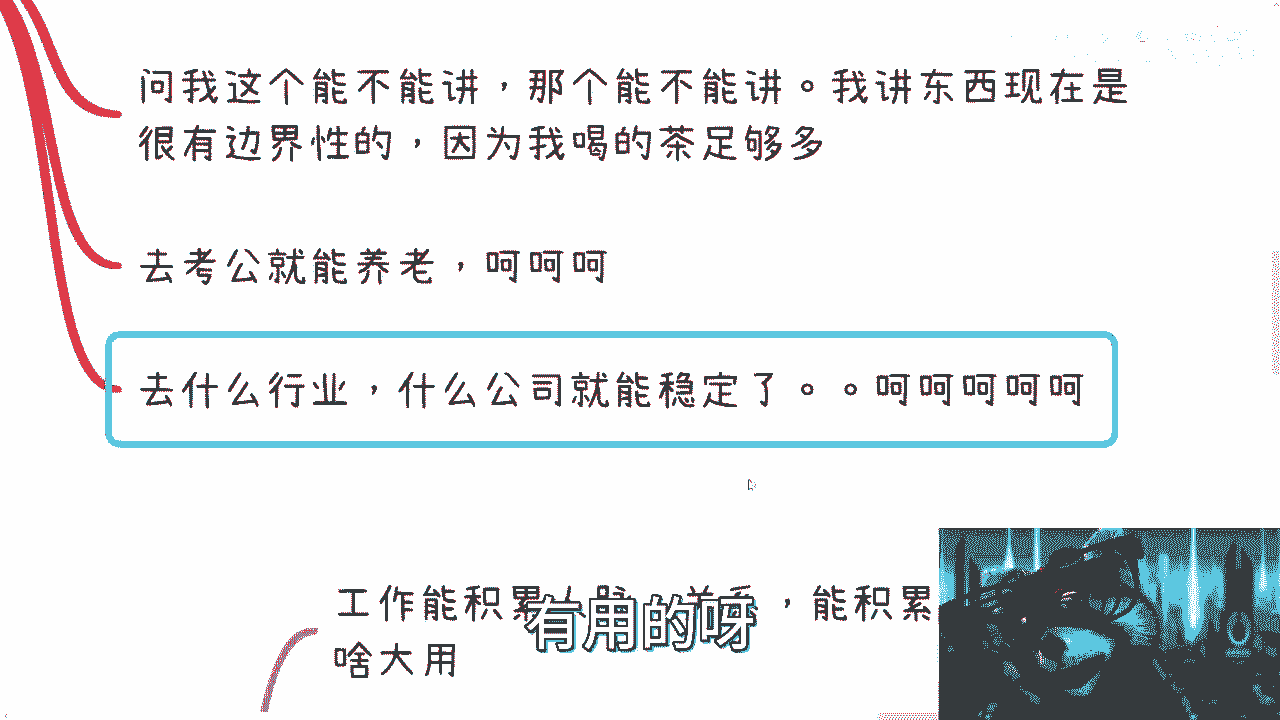 问我这个能不能讲，那个能不能讲。我讲东西现在是
很有边界性的，因为我喝的茶足够多
去考公就能养老，呵呵呵
去什么行业，什么公司就能稳定了。。呵呵呵呵呵
工作能积累人脉、关系，能积累
啥大用
有用的呀